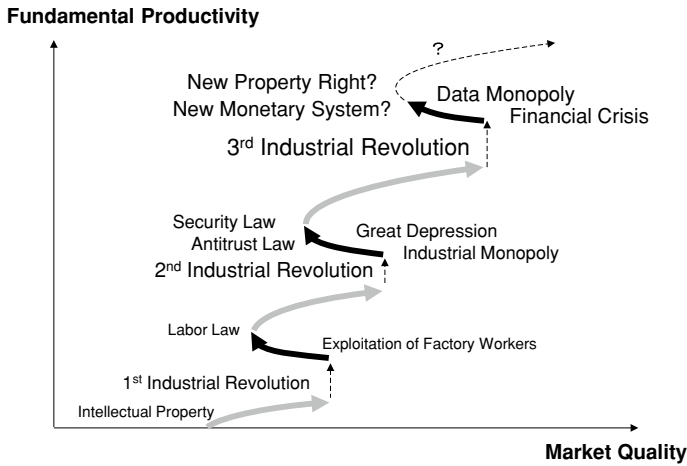 Fundamental Productivity
?
New Property Right?
New Monetary System?
Data Monopoly
Financial Crisis
3rd Industrial Revolution
Security Law
Antitrust Law
Great Depression
Industrial Monopoly
2nd Industrial Revolution
Labor Law
Exploitation of Factory Workers
1st Industrial Revolution
Intellectual Property
Market Quality